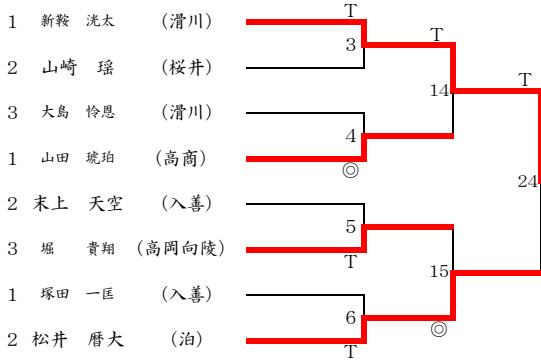 T
1 新鞍 洸太 (滑川)
3
T
2 山崎 瑶 (桜井)
14
T
3 大島 怜恩 (滑川)
4
1 山田 琥珀 (高商)
◎
24
2 末上 天空 (入善)
5
3 堀 貴翔 (高岡向陵)
T
15
1 塚田 一匡 (入善)
6
◎
2 松井 暦大 (泊)
T